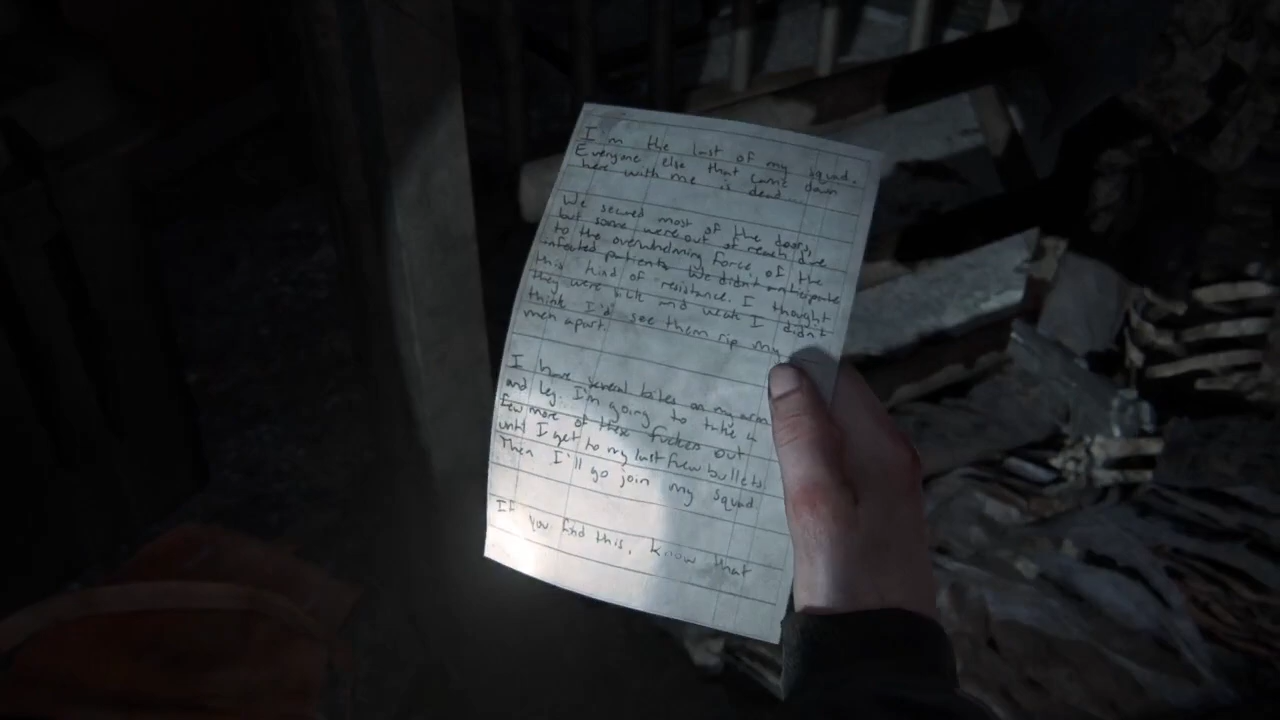 I'm the last of my squad.
Everyone else that came down
here with me is dead...
We secured most of the doors,
but some were out of reach due
to the overwhelming force of the
infected patients. We didn't anticipate
this kind of resistance. I thought
they were sick and weak I didn't
think I'd see them rip my
men apart.
I have several bites on my arm
and leg. I'm going to take a
few more of these fuckers out
until I get to my last few bullets.
Then I'll go join my squad
If you find this, know that